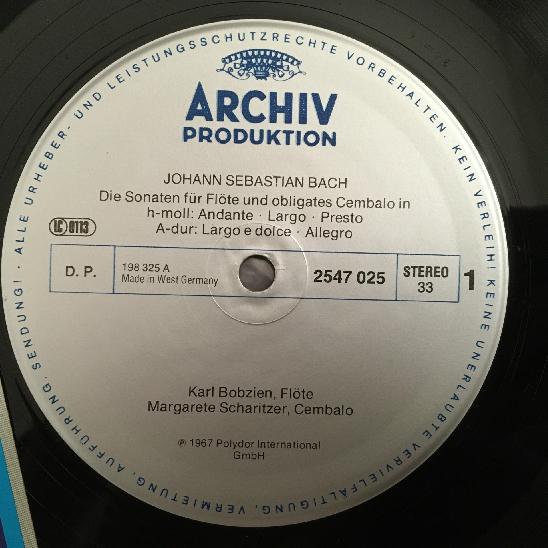 ALLE URHEBER- UND LEISTUNGSSCHUTZRECHTE VORBEHALTEN. KEIN VERLEIH! KEINE UNERLAUBTE VERVIELFÄLTIGUNG, VERMIETUNG, AUFFÜHRUNG, SENDUNG!
ARCHIV
PRODUKTION
JOHANN SEBASTIAN BACH
Die Sonaten für Flöte und obligates Cembalo in
h-moll: Andante · Largo · Presto
A-dur: Largo e dolce · Allegro
LC 0113
D. P.
198 325 A
Made in West Germany
2547 025
STEREO
33
1
Karl Bobzien, Flöte
Margarete Scharitzer, Cembalo
℗ 1967 Polydor International
GmbH